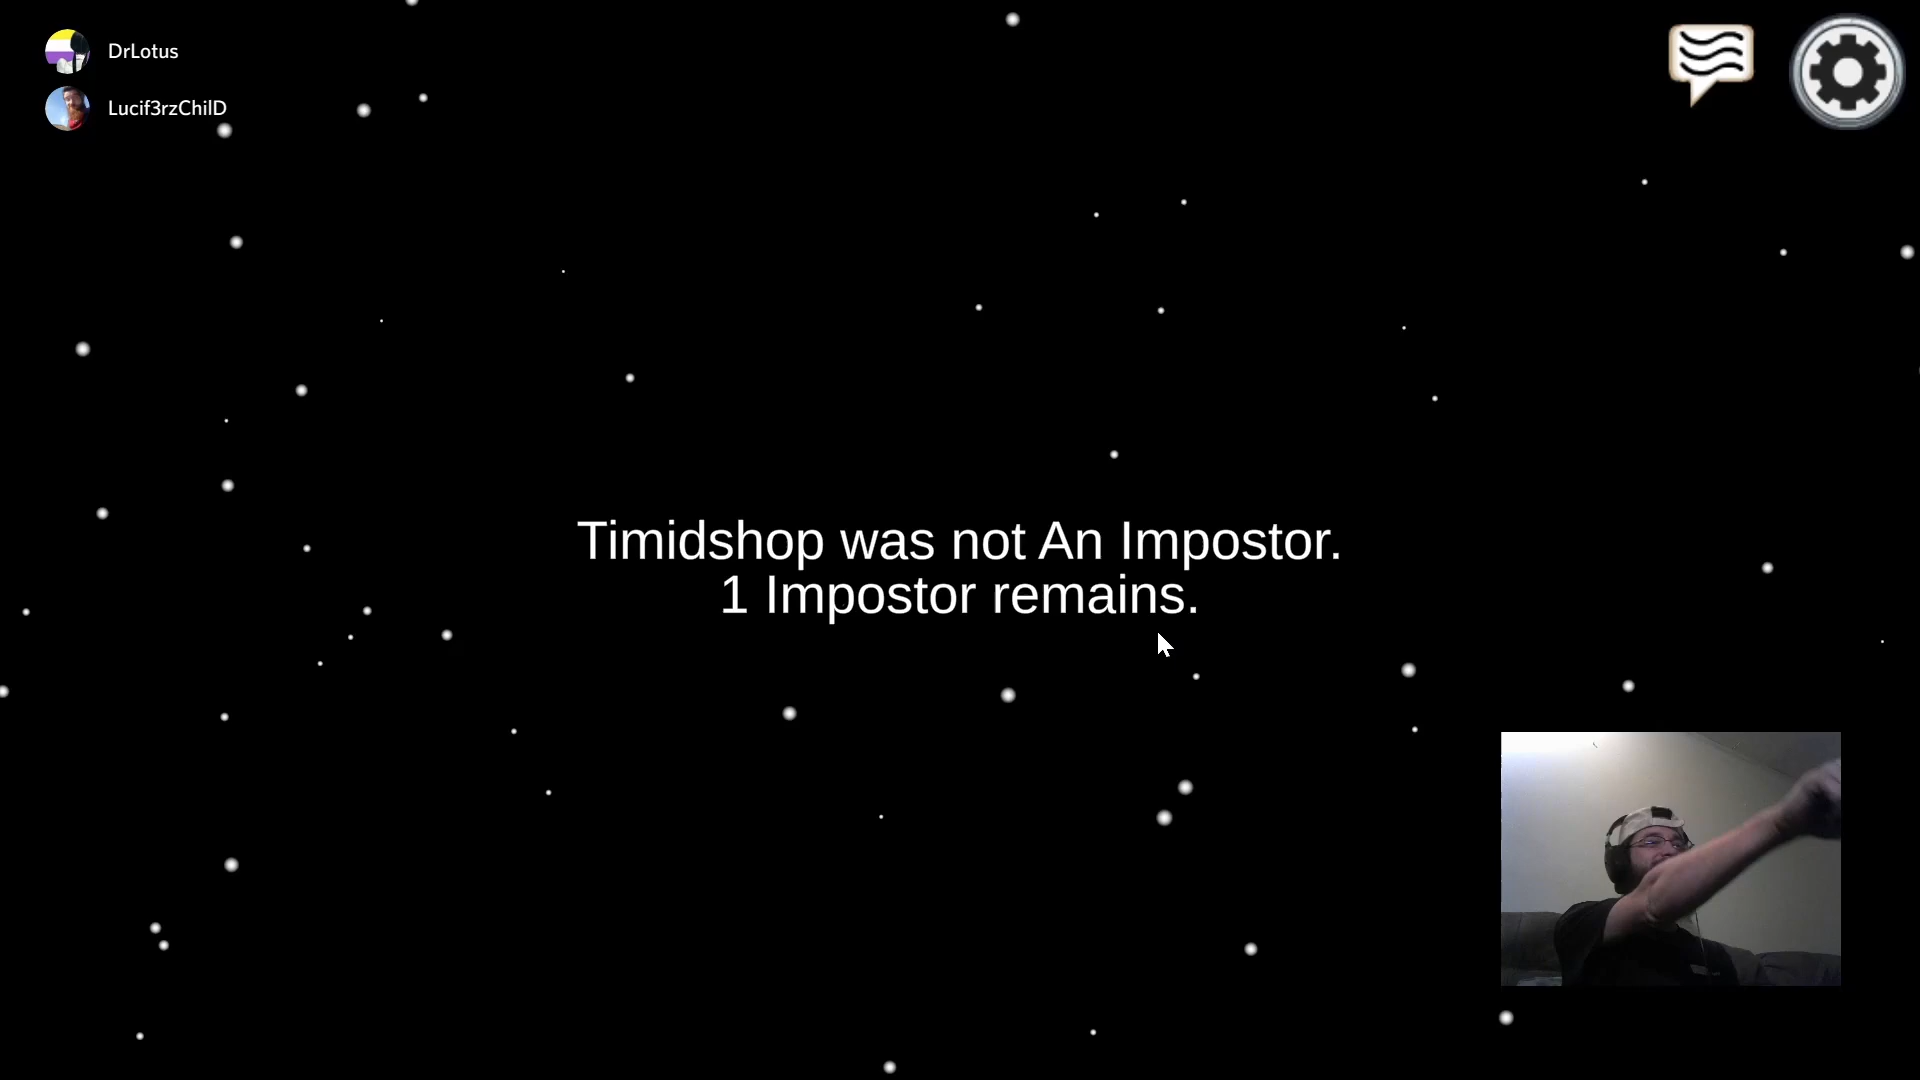 DrLotus
Lucif3rzChilD
Timidshop was not An Impostor.
1 Impostor remains.